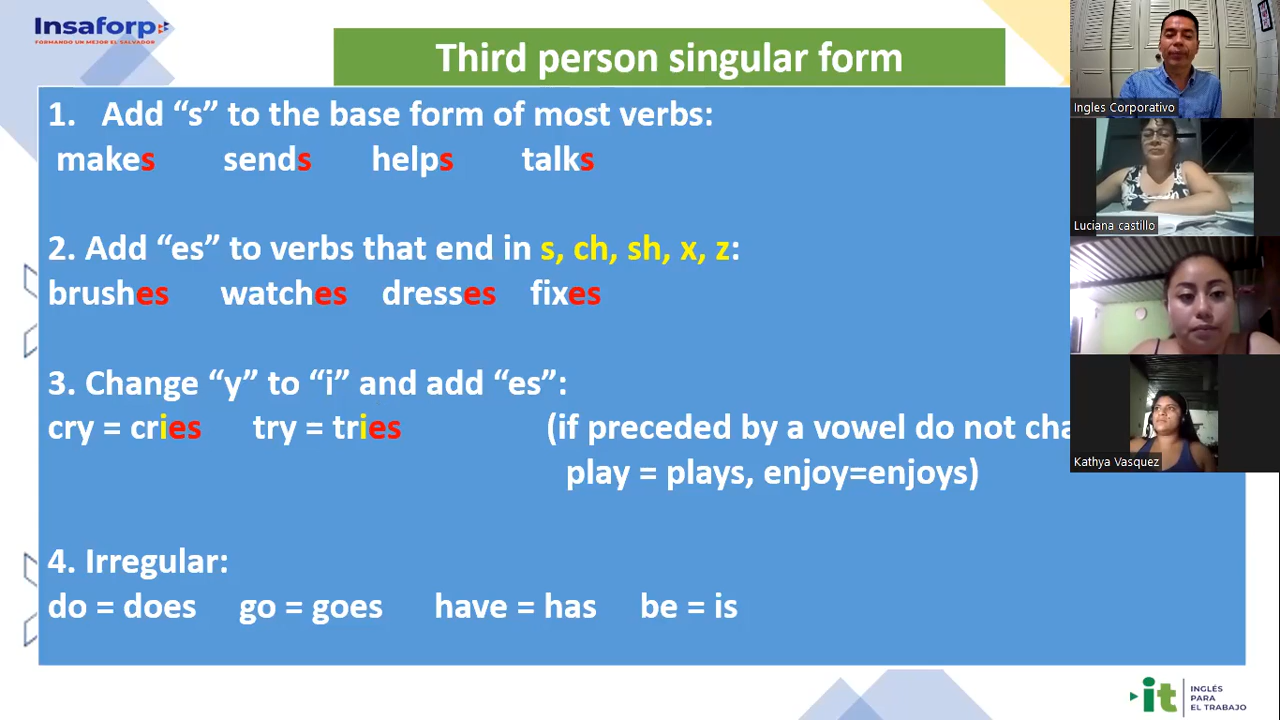 Insaforp
FORMANDO UN MEJOR EL SALVADOR
Third person singular form
1. Add “s” to the base form of most verbs:
makes sends helps talks
2. Add “es” to verbs that end in s, ch, sh, x, z:
brushes watches dresses fixes
3. Change “y” to “i” and add “es”:
cry = cries try = tries (if preceded by a vowel do not cha
play = plays, enjoy=enjoys)
4. Irregular:
do = does go = goes have = has be = is
Ingles Corporativo
Luciana castillo
Kathya Vasquez
it INGLÉS
PARA
EL TRABAJO